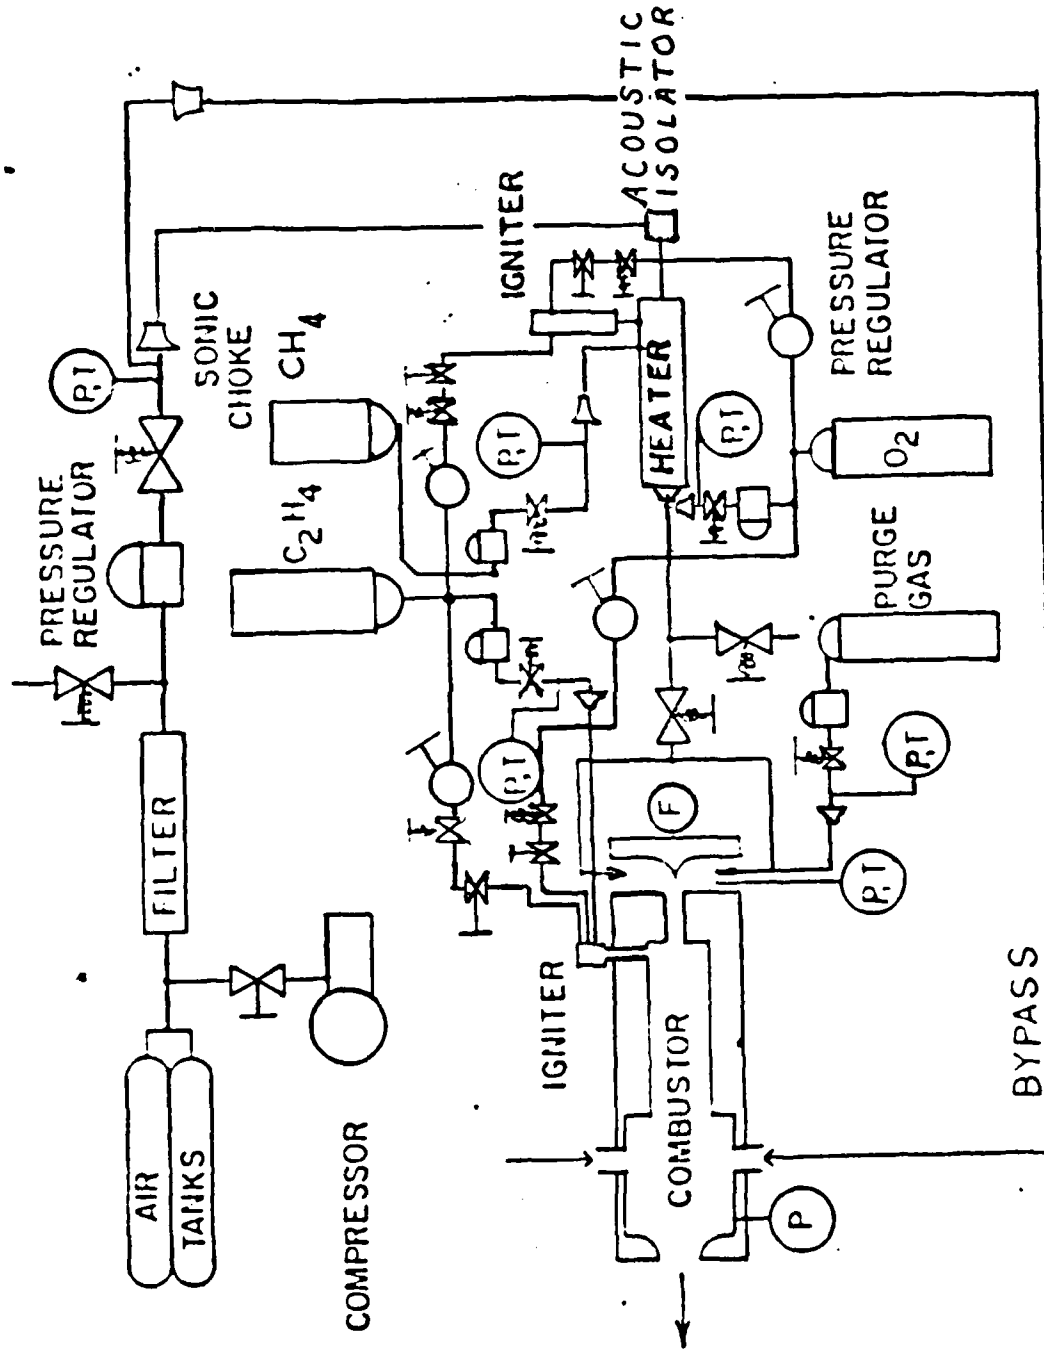 AIR
TANKS
COMPRESSOR
FILTER
PRESSURE
REGULATOR
P,T
SONIC
CHOKE
C2H4
CH4
P,T
P,T
IGNITER
ACOUSTIC
ISOLATOR
HEATER
P,T
PRESSURE
REGULATOR
O2
PURGE
GAS
P,T
P,T
F
IGNITER
COMBUSTOR
P
BYPASS